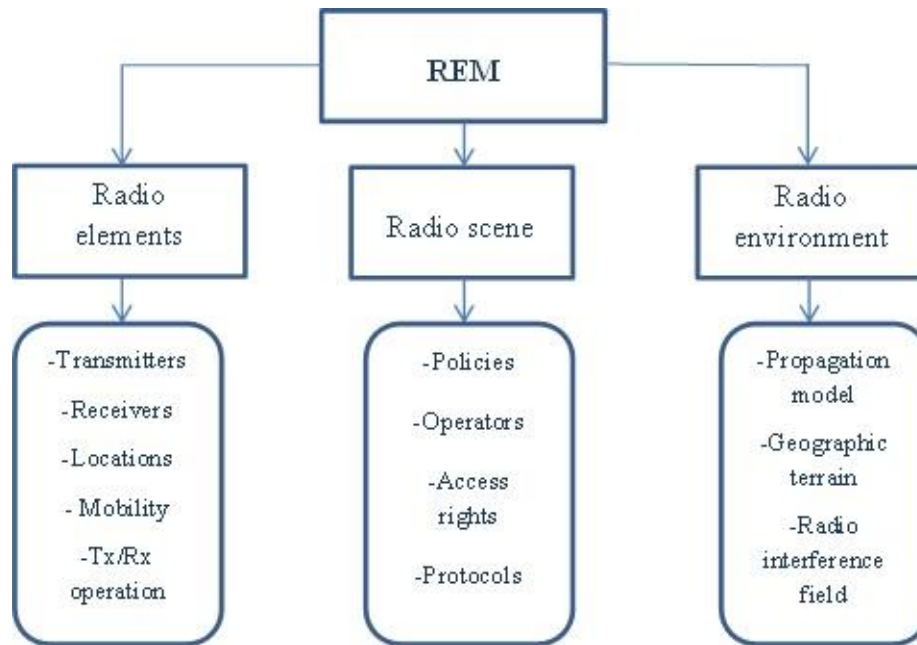 REM
Radio
elements
Radio scene
Radio
environment
-Transmitters
-Receivers
-Locations
- Mobility
-Tx/Rx
operation
-Policies
-Operators
-Access
rights
-Protocols
-Propagation
model
-Geographic
terrain
-Radio
interference
field